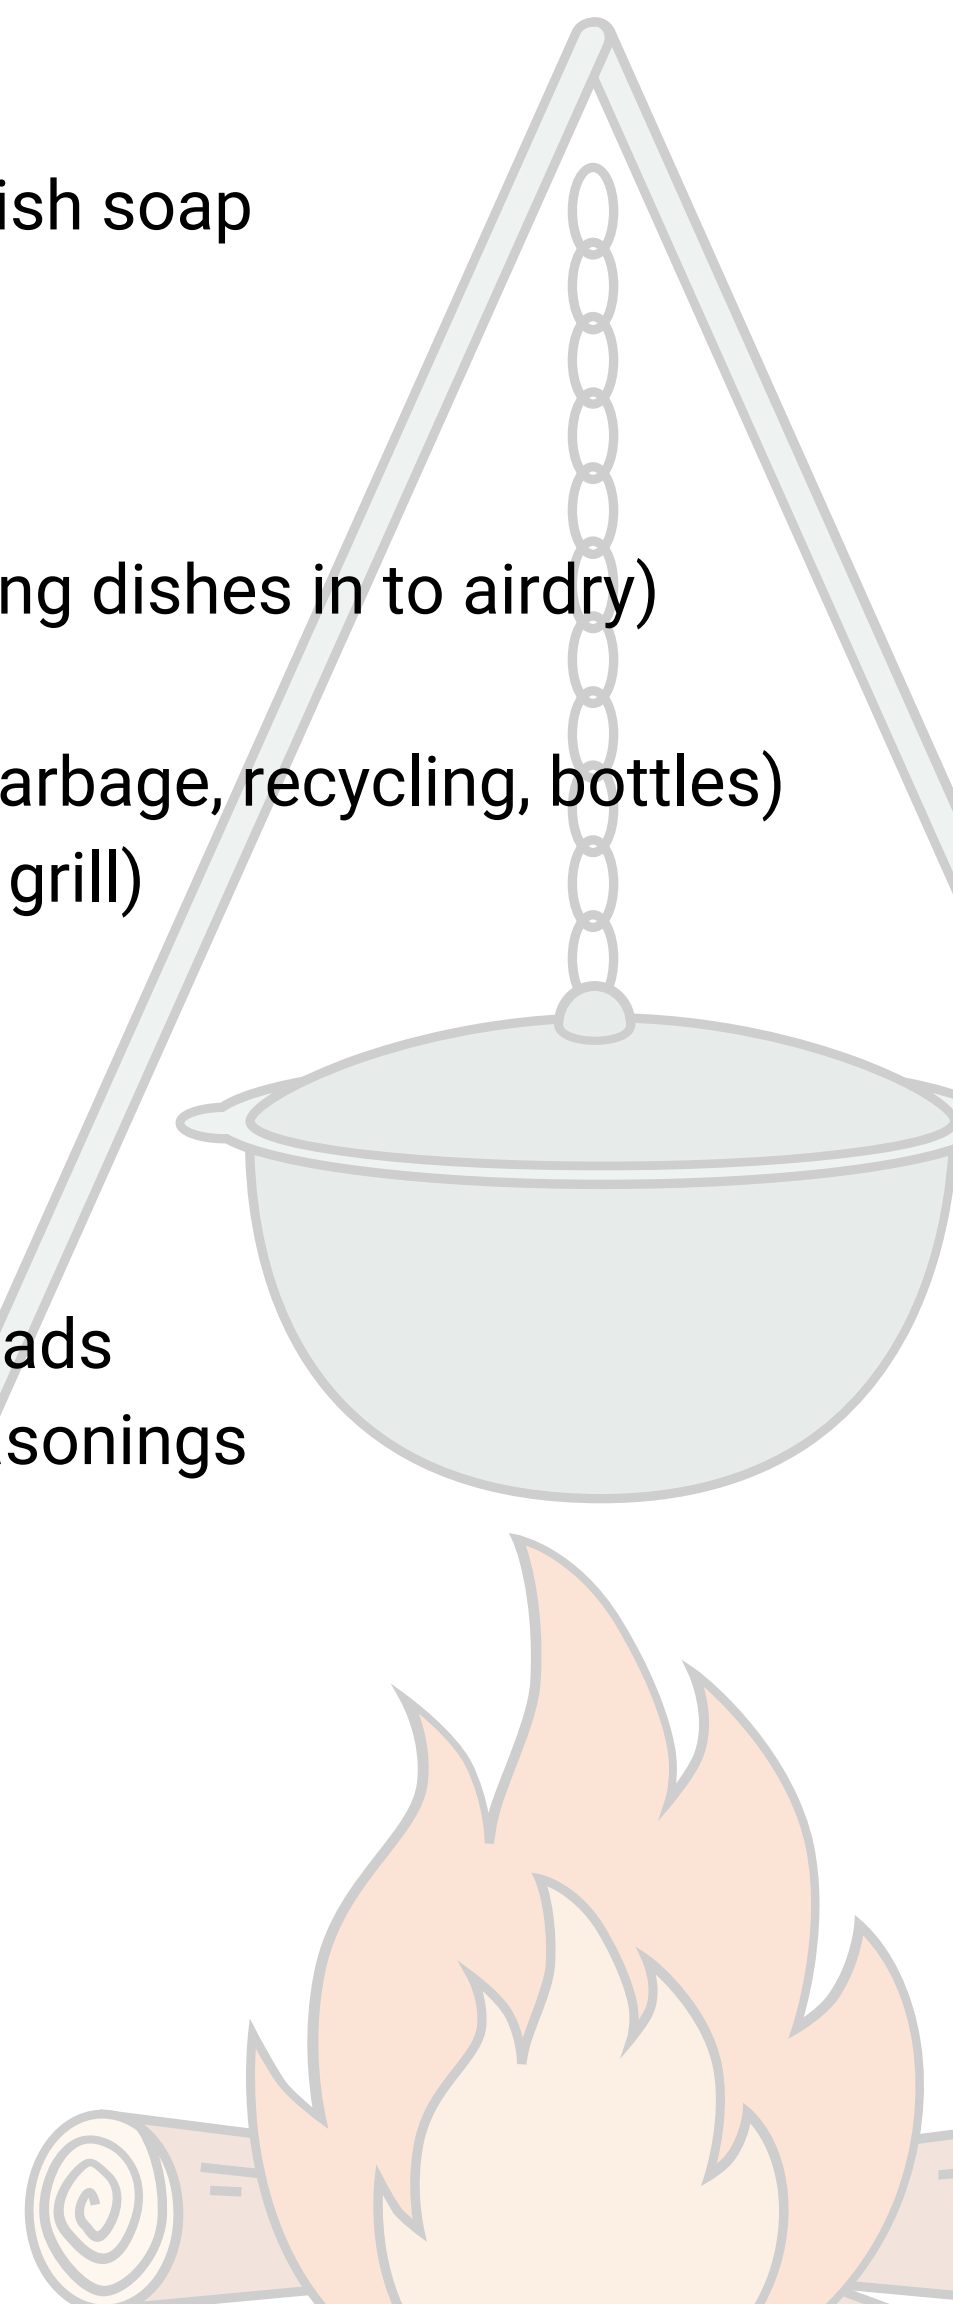 ish soap
ng dishes in to airdry)
arbage, recycling, bottles)
grill)
ads
sonings